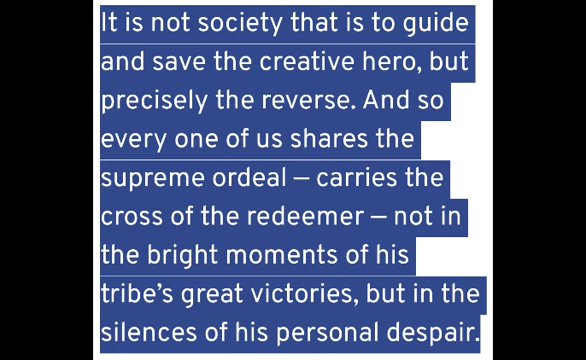 It is not society that is to guide
and save the creative hero, but
precisely the reverse. And so
every one of us shares the
supreme ordeal – carries the
cross of the redeemer – not in
the bright moments of his
tribe’s great victories, but in the
silences of his personal despair.